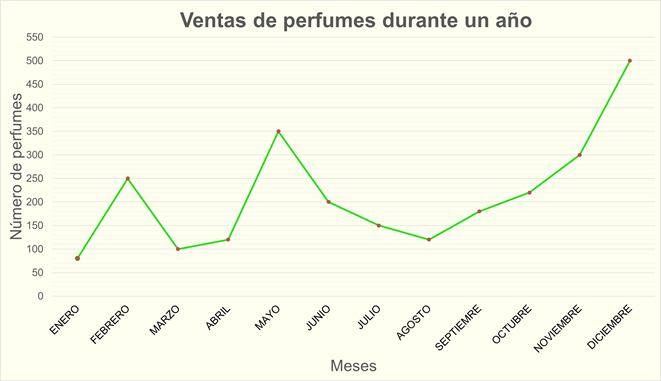 Ventas de perfumes durante un año
Número de perfumes
550
500
450
400
350
300
250
200
150
100
50
0
ENERO
FEBRERO
MARZO
ABRIL
MAYO
JUNIO
JULIO
AGOSTO
SEPTIEMRE
OCTUBRE
NOVIEMBRE
DICIEMBRE
Meses